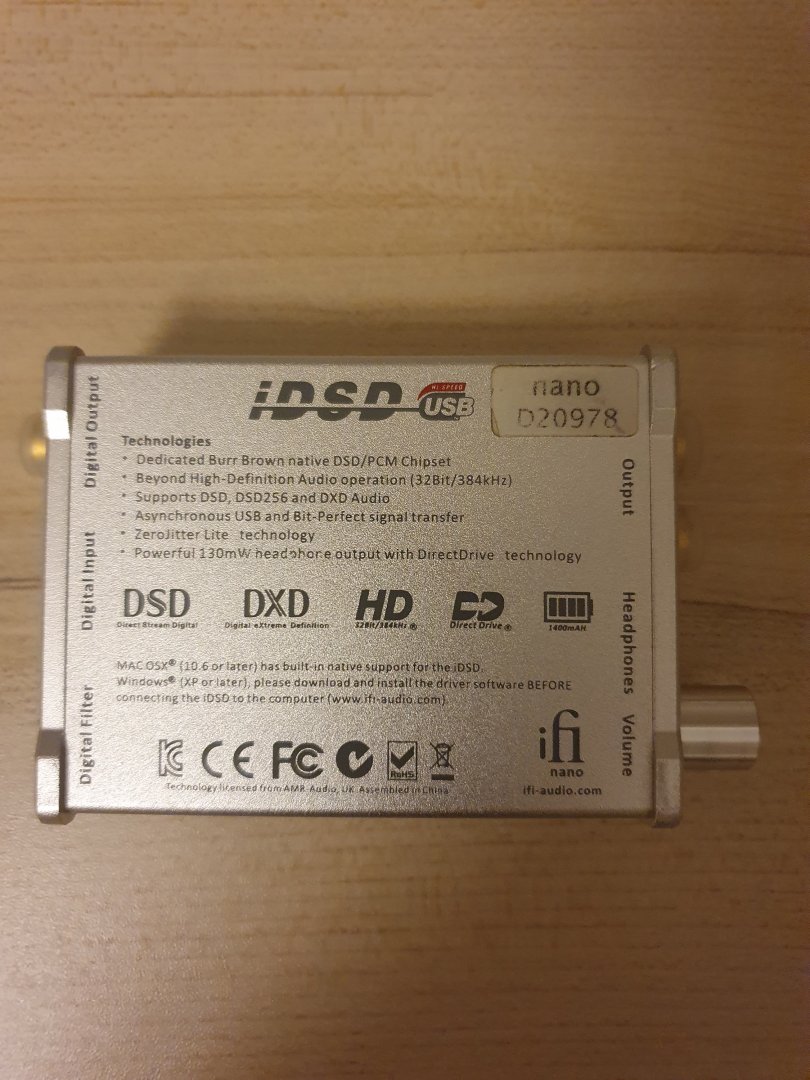 iDSD HI-SPEED USB
nano
D20978
Technologies
• Dedicated Burr Brown native DSD/PCM Chipset
• Beyond High-Definition Audio operation (32Bit/384kHz)
• Supports DSD, DSD256 and DXD Audio
• Asynchronous USB and Bit-Perfect signal transfer
• ZeroJitter Lite technology
• Powerful 130mW headphone output with DirectDrive technology
DSD
Direct Stream Digital
DXD
Digital eXtreme Definition
HD
32Bit/384kHz ®
Direct Drive ®
1400mAH
MAC OSX® (10.6 or later) has built-in native support for the iDSD.
Windows® (XP or later), please download and install the driver software BEFORE
connecting the iDSD to the computer (www.ifi-audio.com)
CE FC RoHS
Technology licensed from AMR-Audio, UK. Assembled in China
ifi
nano
ifi-audio.com
Digital Output
Digital Input
Digital Filter
Output
Headphones
Volume